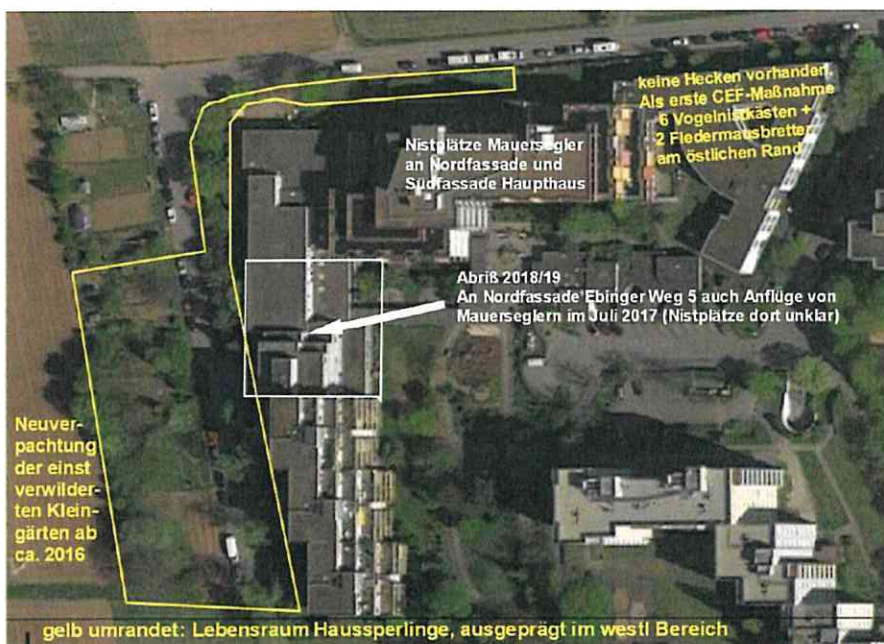 keine Hecken vorhanden.
Als erste CEF-Maßnahme
6 Vogelnistkästen +
2 Fledermausbretter
am östlichen Rand
Nistplätze Mauersegler
an Nordfassade und
Südfassade Haupthaus
Abriß 2018/19
An Nordfassade Ebinger Weg 5 auch Anflüge von
Mauerseglern im Juli 2017 (Nistplätze dort unklar)
Neuver-
pachtung
der einst
verwilder-
ten Klein-
gärten ab
ca. 2016
gelb umrandet: Lebensraum Haussperlinge, ausgeprägt im westl Bereich